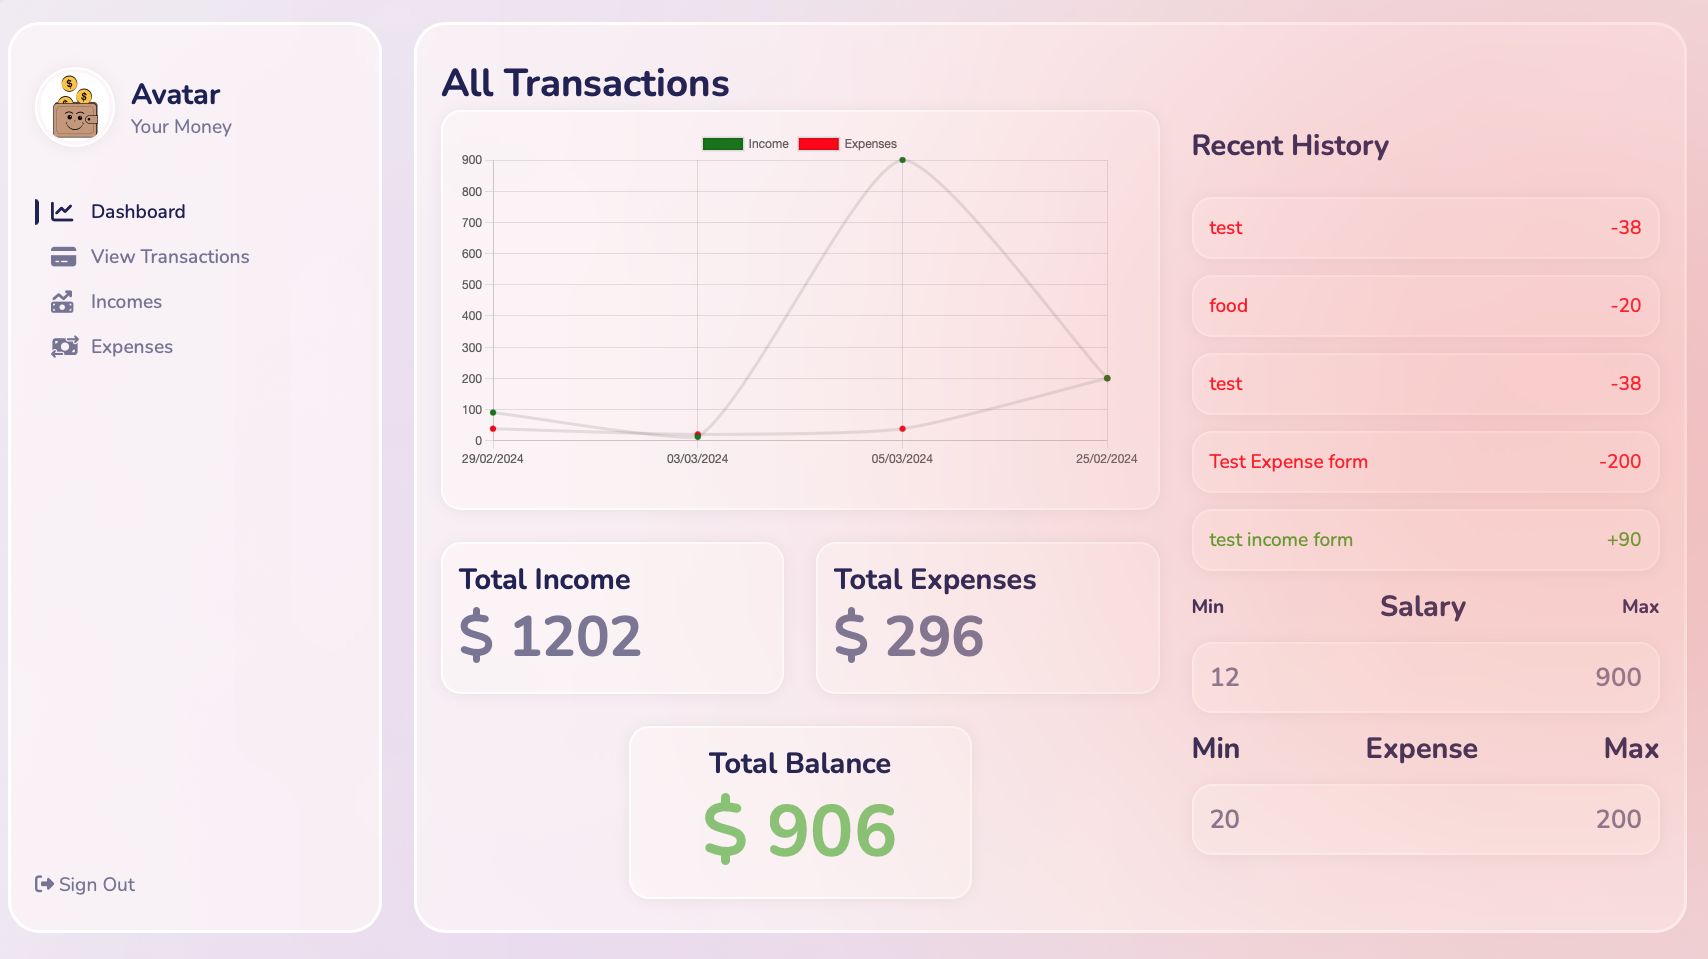 Avatar
Your Money
Dashboard
View Transactions
Incomes
Expenses
Sign Out
All Transactions
Income Expenses
900
800
700
600
500
400
300
200
100
0
29/02/2024 03/03/2024 05/03/2024 25/02/2024
Total Income
$ 1202
Total Expenses
$ 296
Total Balance
$ 906
Recent History
test -38
food -20
test -38
Test Expense form -200
test income form +90
Min Salary Max
12 900
Min Expense Max
20 200